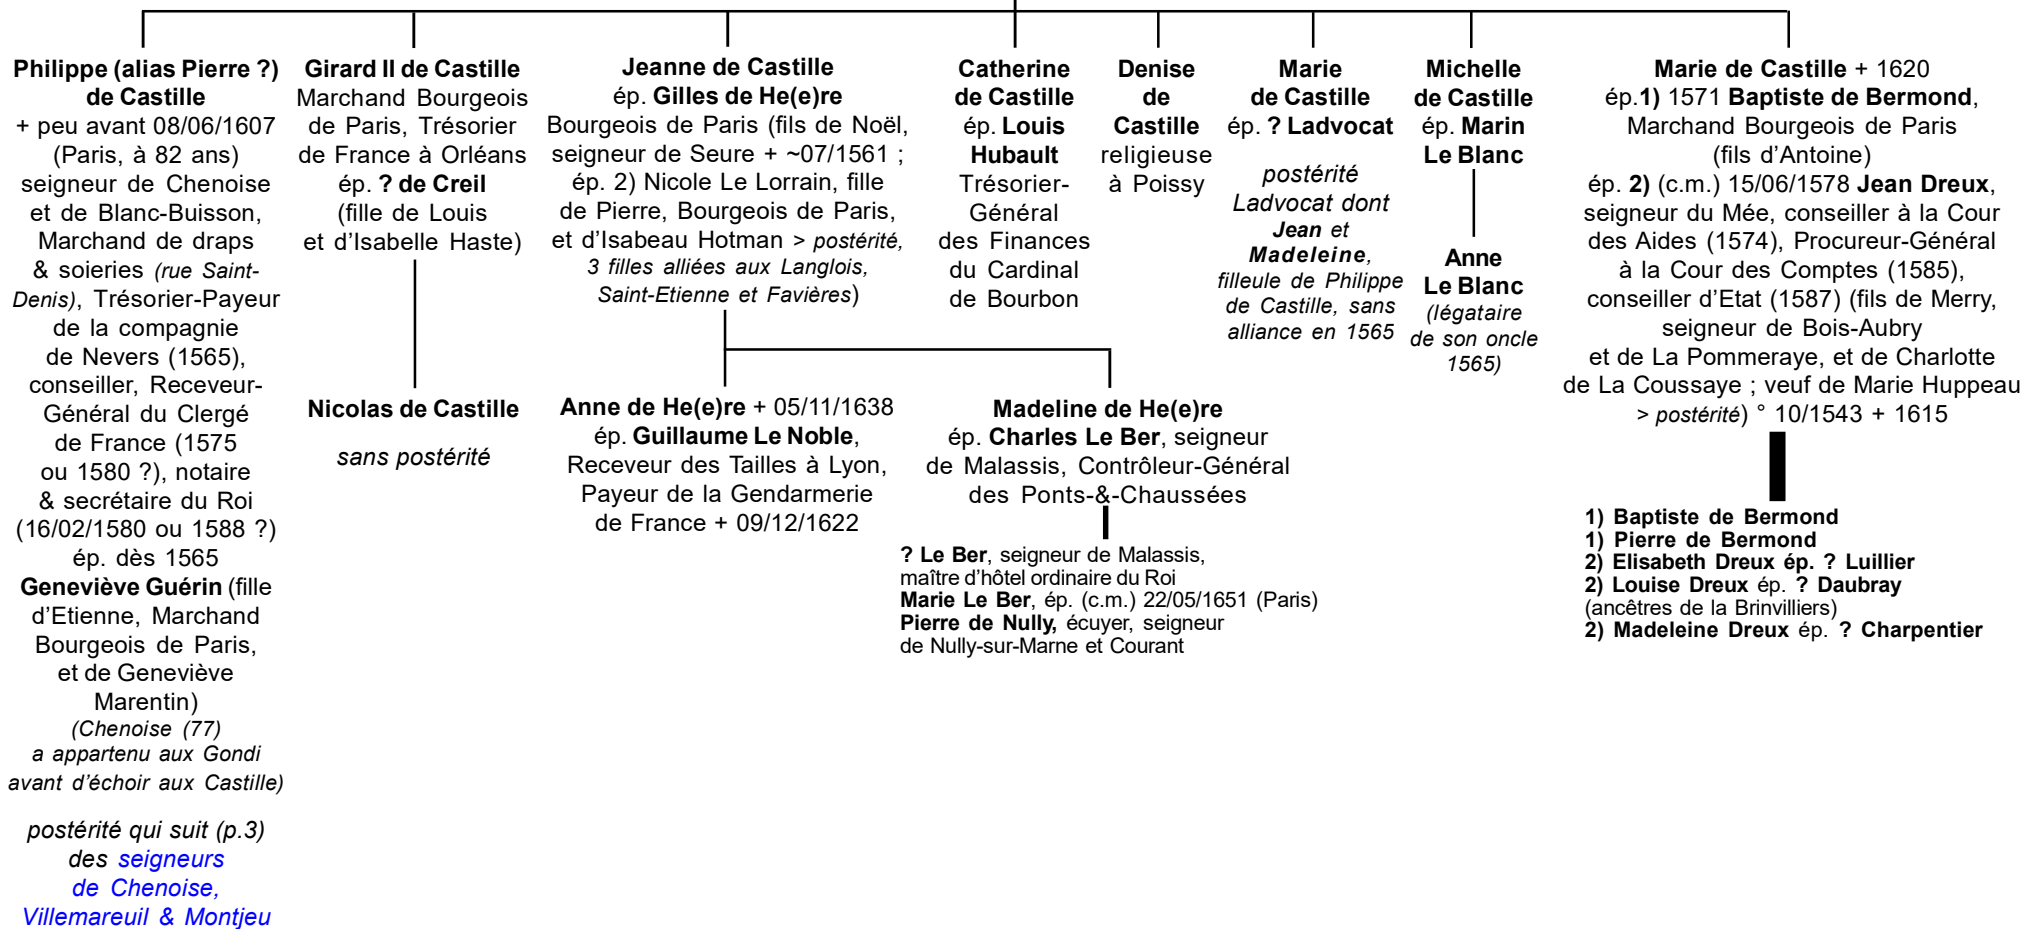 Philippe (alias Pierre ?)
de Castille
+ peu avant 08/06/1607
(Paris, à 82 ans)
seigneur de Chenoise
et de Blanc-Buisson,
Marchand de draps
& soieries (rue Saint-
Denis), Trésorier-Payeur
de la compagnie
de Nevers (1565),
conseiller, Receveur-
Général du Clergé
de France (1575
ou 1580 ?), notaire
& secrétaire du Roi
(16/02/1580 ou 1588 ?)
ép. dès 1565
Geneviève Guérin (fille
d'Etienne, Marchand
Bourgeois de Paris,
et de Geneviève
Marentin)
(Chenoise (77)
a appartenu aux Gondi
avant d'échoir aux Castille)
postérité qui suit (p.3)
des seigneurs
de Chenoise,
Villemareuil & Montjeu
Girard II de Castille
Marchand Bourgeois
de Paris, Trésorier
de France à Orléans
ép. ? de Creil
(fille de Louis
et d'Isabelle Haste)
Nicolas de Castille
sans postérité
Jeanne de Castille
ép. Gilles de He(e)re
Bourgeois de Paris (fils de Noël,
seigneur de Seure + ~07/1561 ;
ép. 2) Nicole Le Lorrain, fille
de Pierre, Bourgeois de Paris,
et d'Isabeau Hotman > postérité,
3 filles alliées aux Langlois,
Saint-Etienne et Favières)
Anne de He(e)re + 05/11/1638
ép. Guillaume Le Noble,
Receveur des Tailles à Lyon,
Payeur de la Gendarmerie
de France + 09/12/1622
Madeline de He(e)re
ép. Charles Le Ber, seigneur
de Malassis, Contrôleur-Général
des Ponts-&-Chaussées
? Le Ber, seigneur de Malassis,
maître d'hôtel ordinaire du Roi
Marie Le Ber, ép. (c.m.) 22/05/1651 (Paris)
Pierre de Nully, écuyer, seigneur
de Nully-sur-Marne et Courant
Catherine
de Castille
ép. Louis
Hubault
Trésorier-
Général
des Finances
du Cardinal
de Bourbon
Denise
de
Castille
religieuse
à Poissy
Marie
de Castille
ép. ? Ladvocat
postérité
Ladvocat dont
Jean et
Madeleine,
filleule de Philippe
de Castille, sans
alliance en 1565
Michelle
de Castille
ép. Marin
Le Blanc
Anne
Le Blanc
(légataire
de son oncle
1565)
Marie de Castille + 1620
ép.1) 1571 Baptiste de Bermond,
Marchand Bourgeois de Paris
(fils d'Antoine)
ép. 2) (c.m.) 15/06/1578 Jean Dreux,
seigneur du Mée, conseiller à la Cour
des Aides (1574), Procureur-Général
à la Cour des Comptes (1585),
conseiller d'Etat (1587) (fils de Merry,
seigneur de Bois-Aubry
et de La Pommeraye, et de Charlotte
de La Coussaye ; veuf de Marie Huppeau
> postérité) ° 10/1543 + 1615
1) Baptiste de Bermond
1) Pierre de Bermond
2) Elisabeth Dreux ép. ? Luillier
2) Louise Dreux ép. ? Daubray
(ancêtres de la Brinvilliers)
2) Madeleine Dreux ép. ? Charpentier